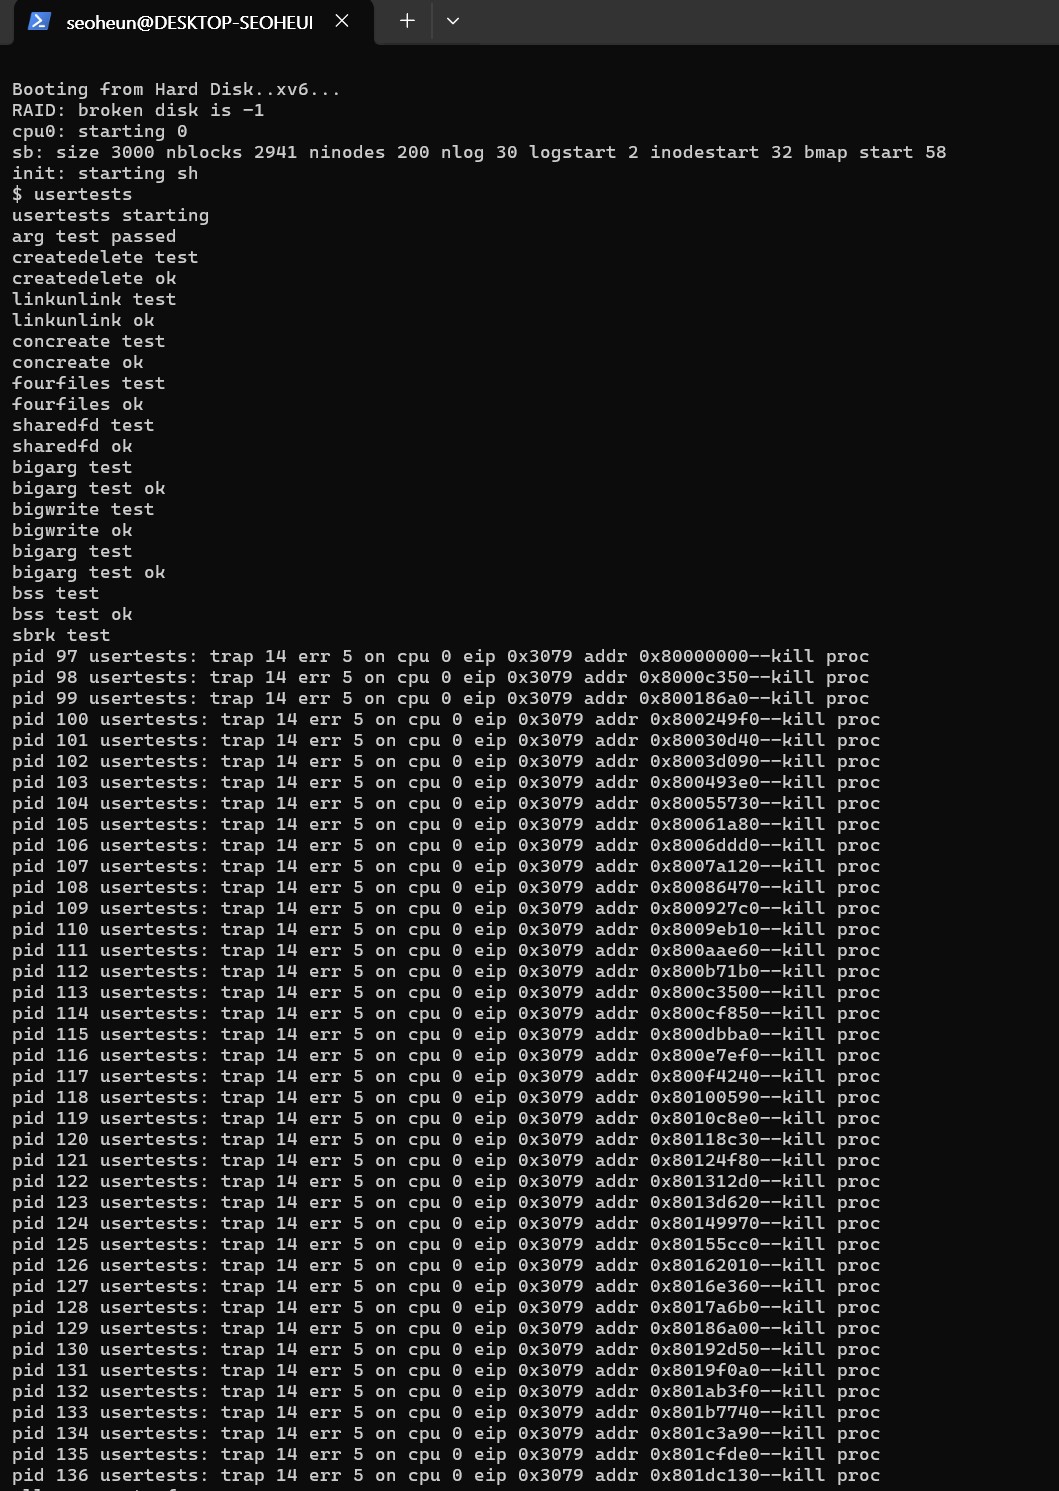 seoheun@DESKTOP-SEOHEUI
Booting from Hard Disk..xv6...
RAID: broken disk is -1
cpu0: starting 0
sb: size 3000 nblocks 2941 ninodes 200 nlog 30 logstart 2 inodestart 32 bmap start 58
init: starting sh
$ usertests
usertests starting
arg test passed
createdelete test
createdelete ok
linkunlink test
linkunlink ok
concreate test
concreate ok
fourfiles test
fourfiles ok
sharedfd test
sharedfd ok
bigarg test
bigarg test ok
bigwrite test
bigwrite ok
bigarg test
bigarg test ok
bss test
bss test ok
sbrk test
pid 97 usertests: trap 14 err 5 on cpu 0 eip 0x3079 addr 0x80000000--kill proc
pid 98 usertests: trap 14 err 5 on cpu 0 eip 0x3079 addr 0x8000c350--kill proc
pid 99 usertests: trap 14 err 5 on cpu 0 eip 0x3079 addr 0x800186a0--kill proc
pid 100 usertests: trap 14 err 5 on cpu 0 eip 0x3079 addr 0x800249f0--kill proc
pid 101 usertests: trap 14 err 5 on cpu 0 eip 0x3079 addr 0x80030d40--kill proc
pid 102 usertests: trap 14 err 5 on cpu 0 eip 0x3079 addr 0x8003d090--kill proc
pid 103 usertests: trap 14 err 5 on cpu 0 eip 0x3079 addr 0x800493e0--kill proc
pid 104 usertests: trap 14 err 5 on cpu 0 eip 0x3079 addr 0x80055730--kill proc
pid 105 usertests: trap 14 err 5 on cpu 0 eip 0x3079 addr 0x80061a80--kill proc
pid 106 usertests: trap 14 err 5 on cpu 0 eip 0x3079 addr 0x8006ddd0--kill proc
pid 107 usertests: trap 14 err 5 on cpu 0 eip 0x3079 addr 0x8007a120--kill proc
pid 108 usertests: trap 14 err 5 on cpu 0 eip 0x3079 addr 0x80086470--kill proc
pid 109 usertests: trap 14 err 5 on cpu 0 eip 0x3079 addr 0x800927c0--kill proc
pid 110 usertests: trap 14 err 5 on cpu 0 eip 0x3079 addr 0x8009eb10--kill proc
pid 111 usertests: trap 14 err 5 on cpu 0 eip 0x3079 addr 0x800aae60--kill proc
pid 112 usertests: trap 14 err 5 on cpu 0 eip 0x3079 addr 0x800b71b0--kill proc
pid 113 usertests: trap 14 err 5 on cpu 0 eip 0x3079 addr 0x800c3500--kill proc
pid 114 usertests: trap 14 err 5 on cpu 0 eip 0x3079 addr 0x800cf850--kill proc
pid 115 usertests: trap 14 err 5 on cpu 0 eip 0x3079 addr 0x800dbba0--kill proc
pid 116 usertests: trap 14 err 5 on cpu 0 eip 0x3079 addr 0x800e7ef0--kill proc
pid 117 usertests: trap 14 err 5 on cpu 0 eip 0x3079 addr 0x800f4240--kill proc
pid 118 usertests: trap 14 err 5 on cpu 0 eip 0x3079 addr 0x80100590--kill proc
pid 119 usertests: trap 14 err 5 on cpu 0 eip 0x3079 addr 0x8010c8e0--kill proc
pid 120 usertests: trap 14 err 5 on cpu 0 eip 0x3079 addr 0x80118c30--kill proc
pid 121 usertests: trap 14 err 5 on cpu 0 eip 0x3079 addr 0x80124f80--kill proc
pid 122 usertests: trap 14 err 5 on cpu 0 eip 0x3079 addr 0x801312d0--kill proc
pid 123 usertests: trap 14 err 5 on cpu 0 eip 0x3079 addr 0x8013d620--kill proc
pid 124 usertests: trap 14 err 5 on cpu 0 eip 0x3079 addr 0x80149970--kill proc
pid 125 usertests: trap 14 err 5 on cpu 0 eip 0x3079 addr 0x80155cc0--kill proc
pid 126 usertests: trap 14 err 5 on cpu 0 eip 0x3079 addr 0x80162010--kill proc
pid 127 usertests: trap 14 err 5 on cpu 0 eip 0x3079 addr 0x8016e360--kill proc
pid 128 usertests: trap 14 err 5 on cpu 0 eip 0x3079 addr 0x8017a6b0--kill proc
pid 129 usertests: trap 14 err 5 on cpu 0 eip 0x3079 addr 0x80186a00--kill proc
pid 130 usertests: trap 14 err 5 on cpu 0 eip 0x3079 addr 0x80192d50--kill proc
pid 131 usertests: trap 14 err 5 on cpu 0 eip 0x3079 addr 0x8019f0a0--kill proc
pid 132 usertests: trap 14 err 5 on cpu 0 eip 0x3079 addr 0x801ab3f0--kill proc
pid 133 usertests: trap 14 err 5 on cpu 0 eip 0x3079 addr 0x801b7740--kill proc
pid 134 usertests: trap 14 err 5 on cpu 0 eip 0x3079 addr 0x801c3a90--kill proc
pid 135 usertests: trap 14 err 5 on cpu 0 eip 0x3079 addr 0x801cfde0--kill proc
pid 136 usertests: trap 14 err 5 on cpu 0 eip 0x3079 addr 0x801dc130--kill proc